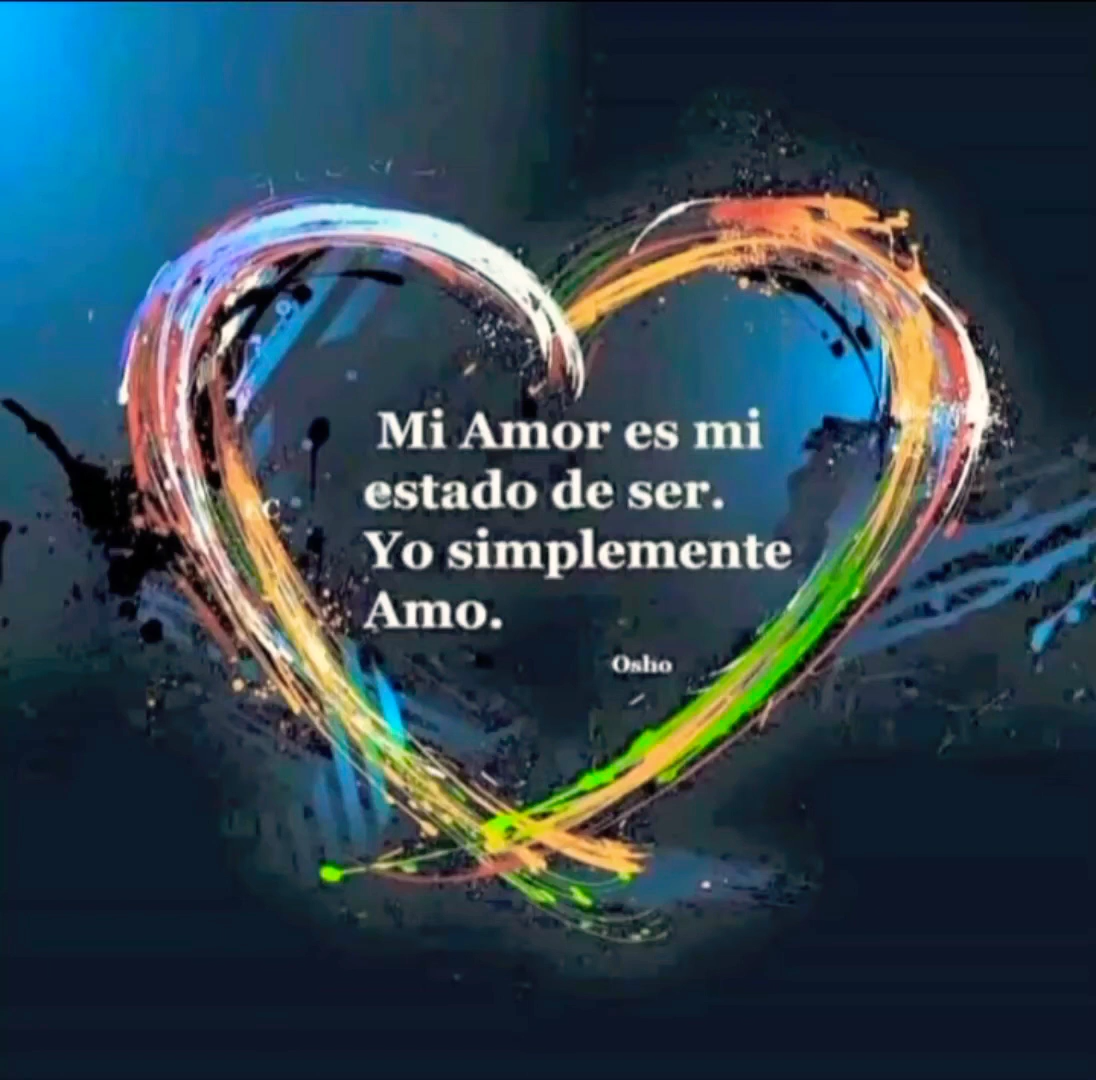 Mi Amor es mi
estado de ser.
Yo simplemente
Amo.
Osho